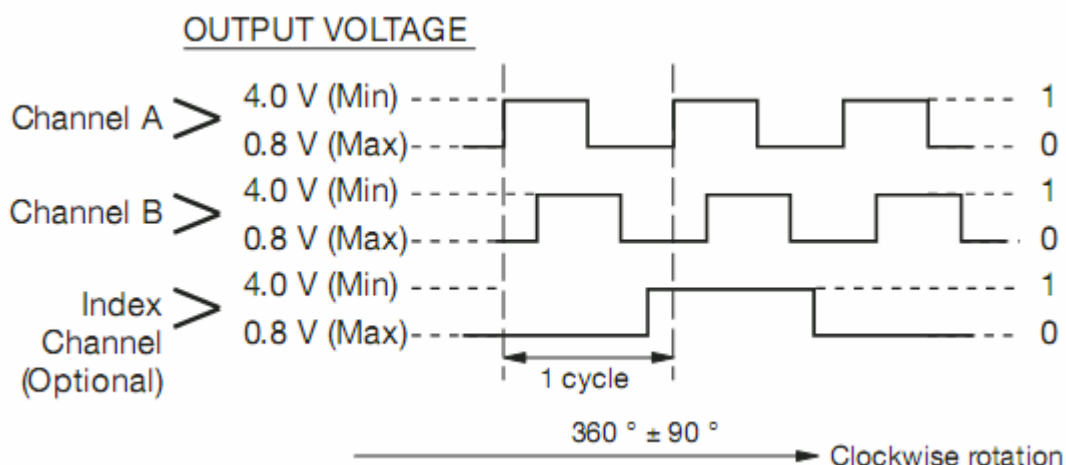 OUTPUT VOLTAGE
Channel A
4.0 V (Min)
0.8 V (Max)
1
0
Channel B
4.0 V (Min)
0.8 V (Max)
1
0
Index
Channel
(Optional)
4.0 V (Min)
0.8 V (Max)
1
0
1 cycle
360 ° ± 90 °
Clockwise rotation